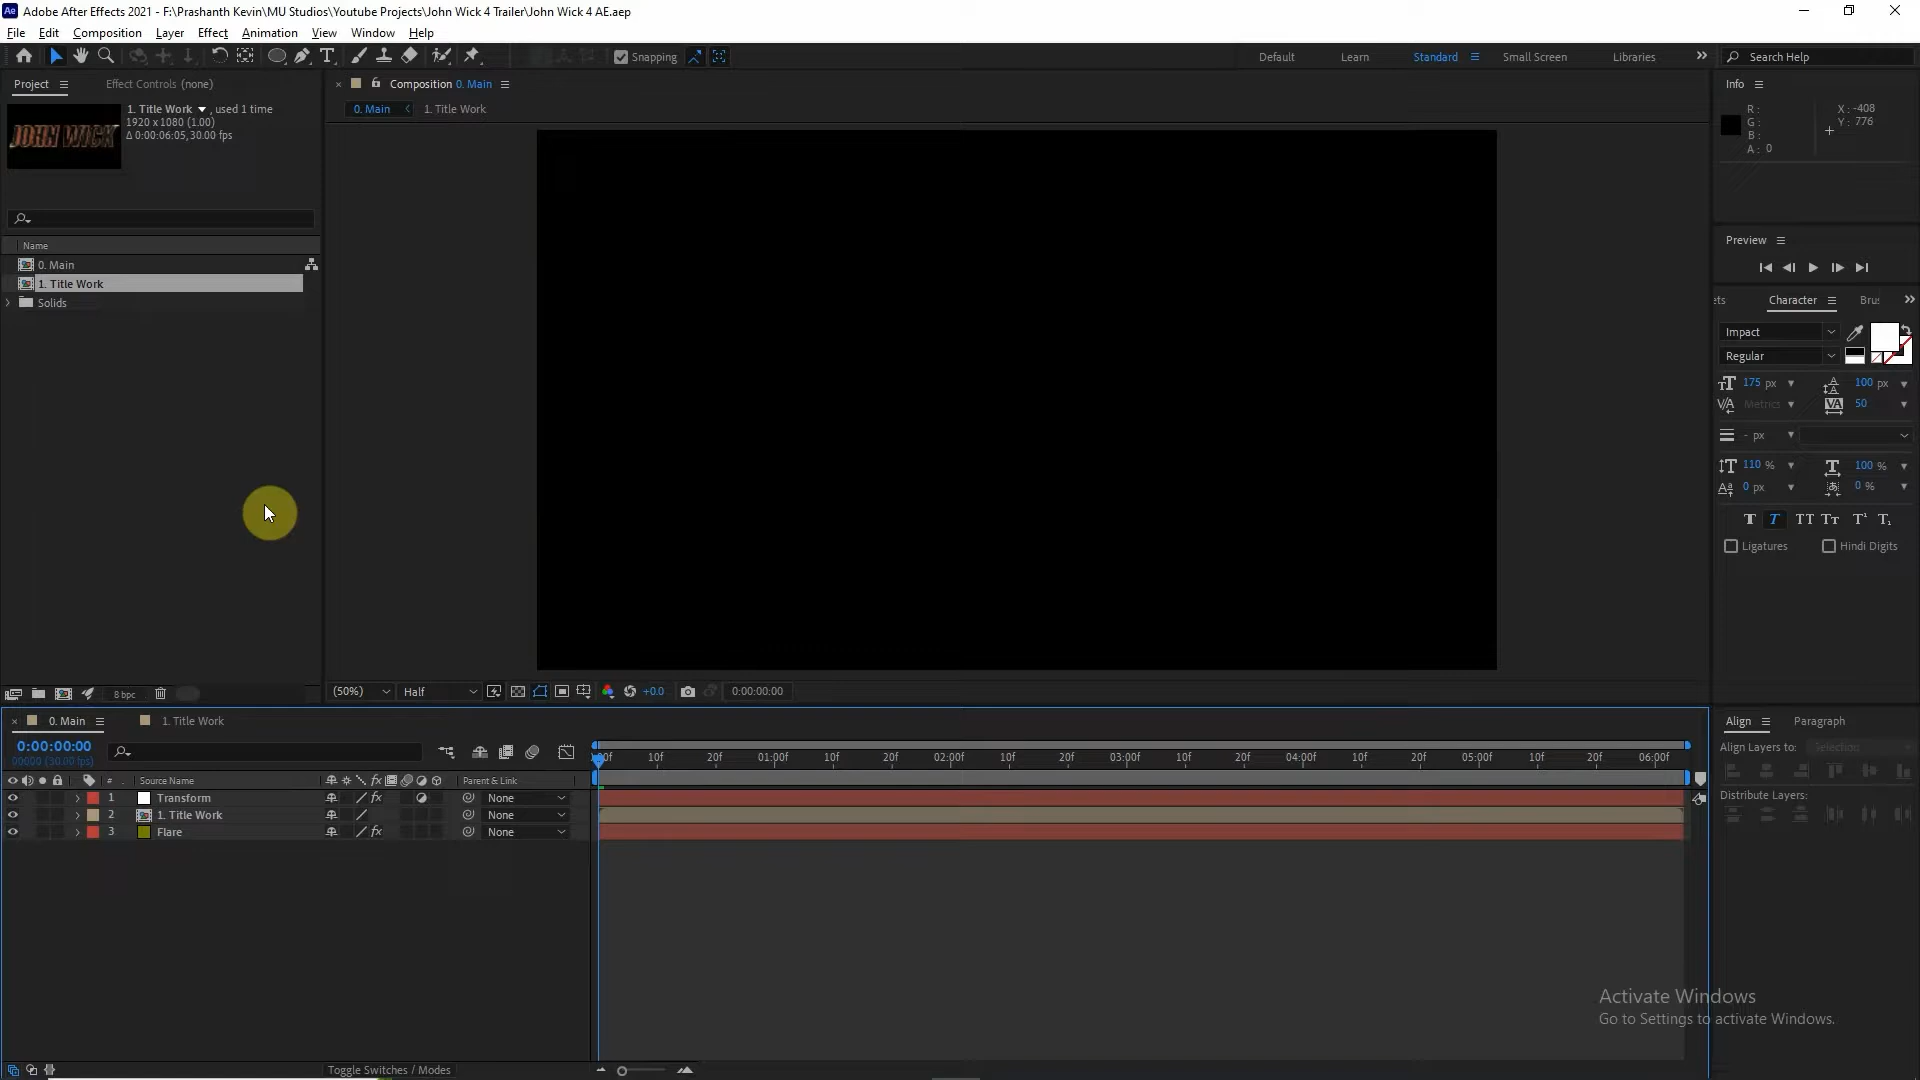 Ae Adobe After Effects 2021 - F:\Prashanth Kevin\MU Studios\Youtube Projects\John Wick 4 Trailer\John Wick 4 AE.aep
File Edit Composition Layer Effect Animation View Window Help
Snapping
Default Learn Standard Small Screen Libraries Search Help
Project Effect Controls (none)
1. Title Work , used 1 time
1920 x 1080 (1.00)
Δ 0:00:06:05, 30.00 fps
JOHN WICK
Composition 0. Main
0. Main 1. Title Work
Name
0. Main
1. Title Work
Solids
8 bpc
(50%) Half +0.0 0:00:00:00
Info
R:
G:
B:
A: 0
X: -408
Y: 776
Preview
ets Character Brus
Impact
Regular
175 px 100 px
Metrics 50
- px
110 % 100 %
0 px 0 %
Ligatures Hindi Digits
0. Main 1. Title Work
0:00:00:00
00000 (30.00 fps)
# Source Name Parent & Link
1 Transform None
2 1. Title Work None
3 Flare None
:00f 10f 20f 01:00f 10f 20f 02:00f 10f 20f 03:00f 10f 20f 04:00f 10f 20f 05:00f 10f 20f 06:00f
Toggle Switches / Modes
Align Paragraph
Align Layers to: Selection
Distribute Layers:
Activate Windows
Go to Settings to activate Windows.